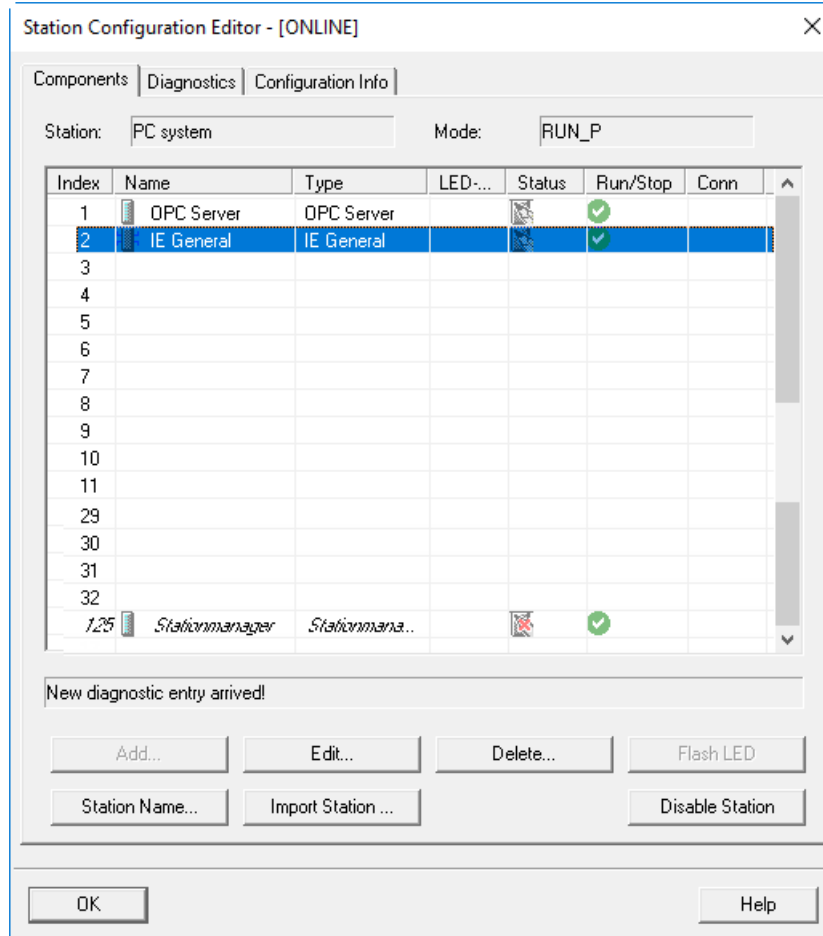 Station Configuration Editor - [ONLINE]
Components Diagnostics Configuration Info
Station: PC system Mode: RUN_P
Index Name Type LED-... Status Run/Stop Conn
1 OPC Server OPC Server
2 IE General IE General
3
4
5
6
7
8
9
10
11
29
30
31
32
125 Stationmanager Stationmana...
New diagnostic entry arrived!
Add... Edit... Delete... Flash LED
Station Name... Import Station ... Disable Station
OK Help